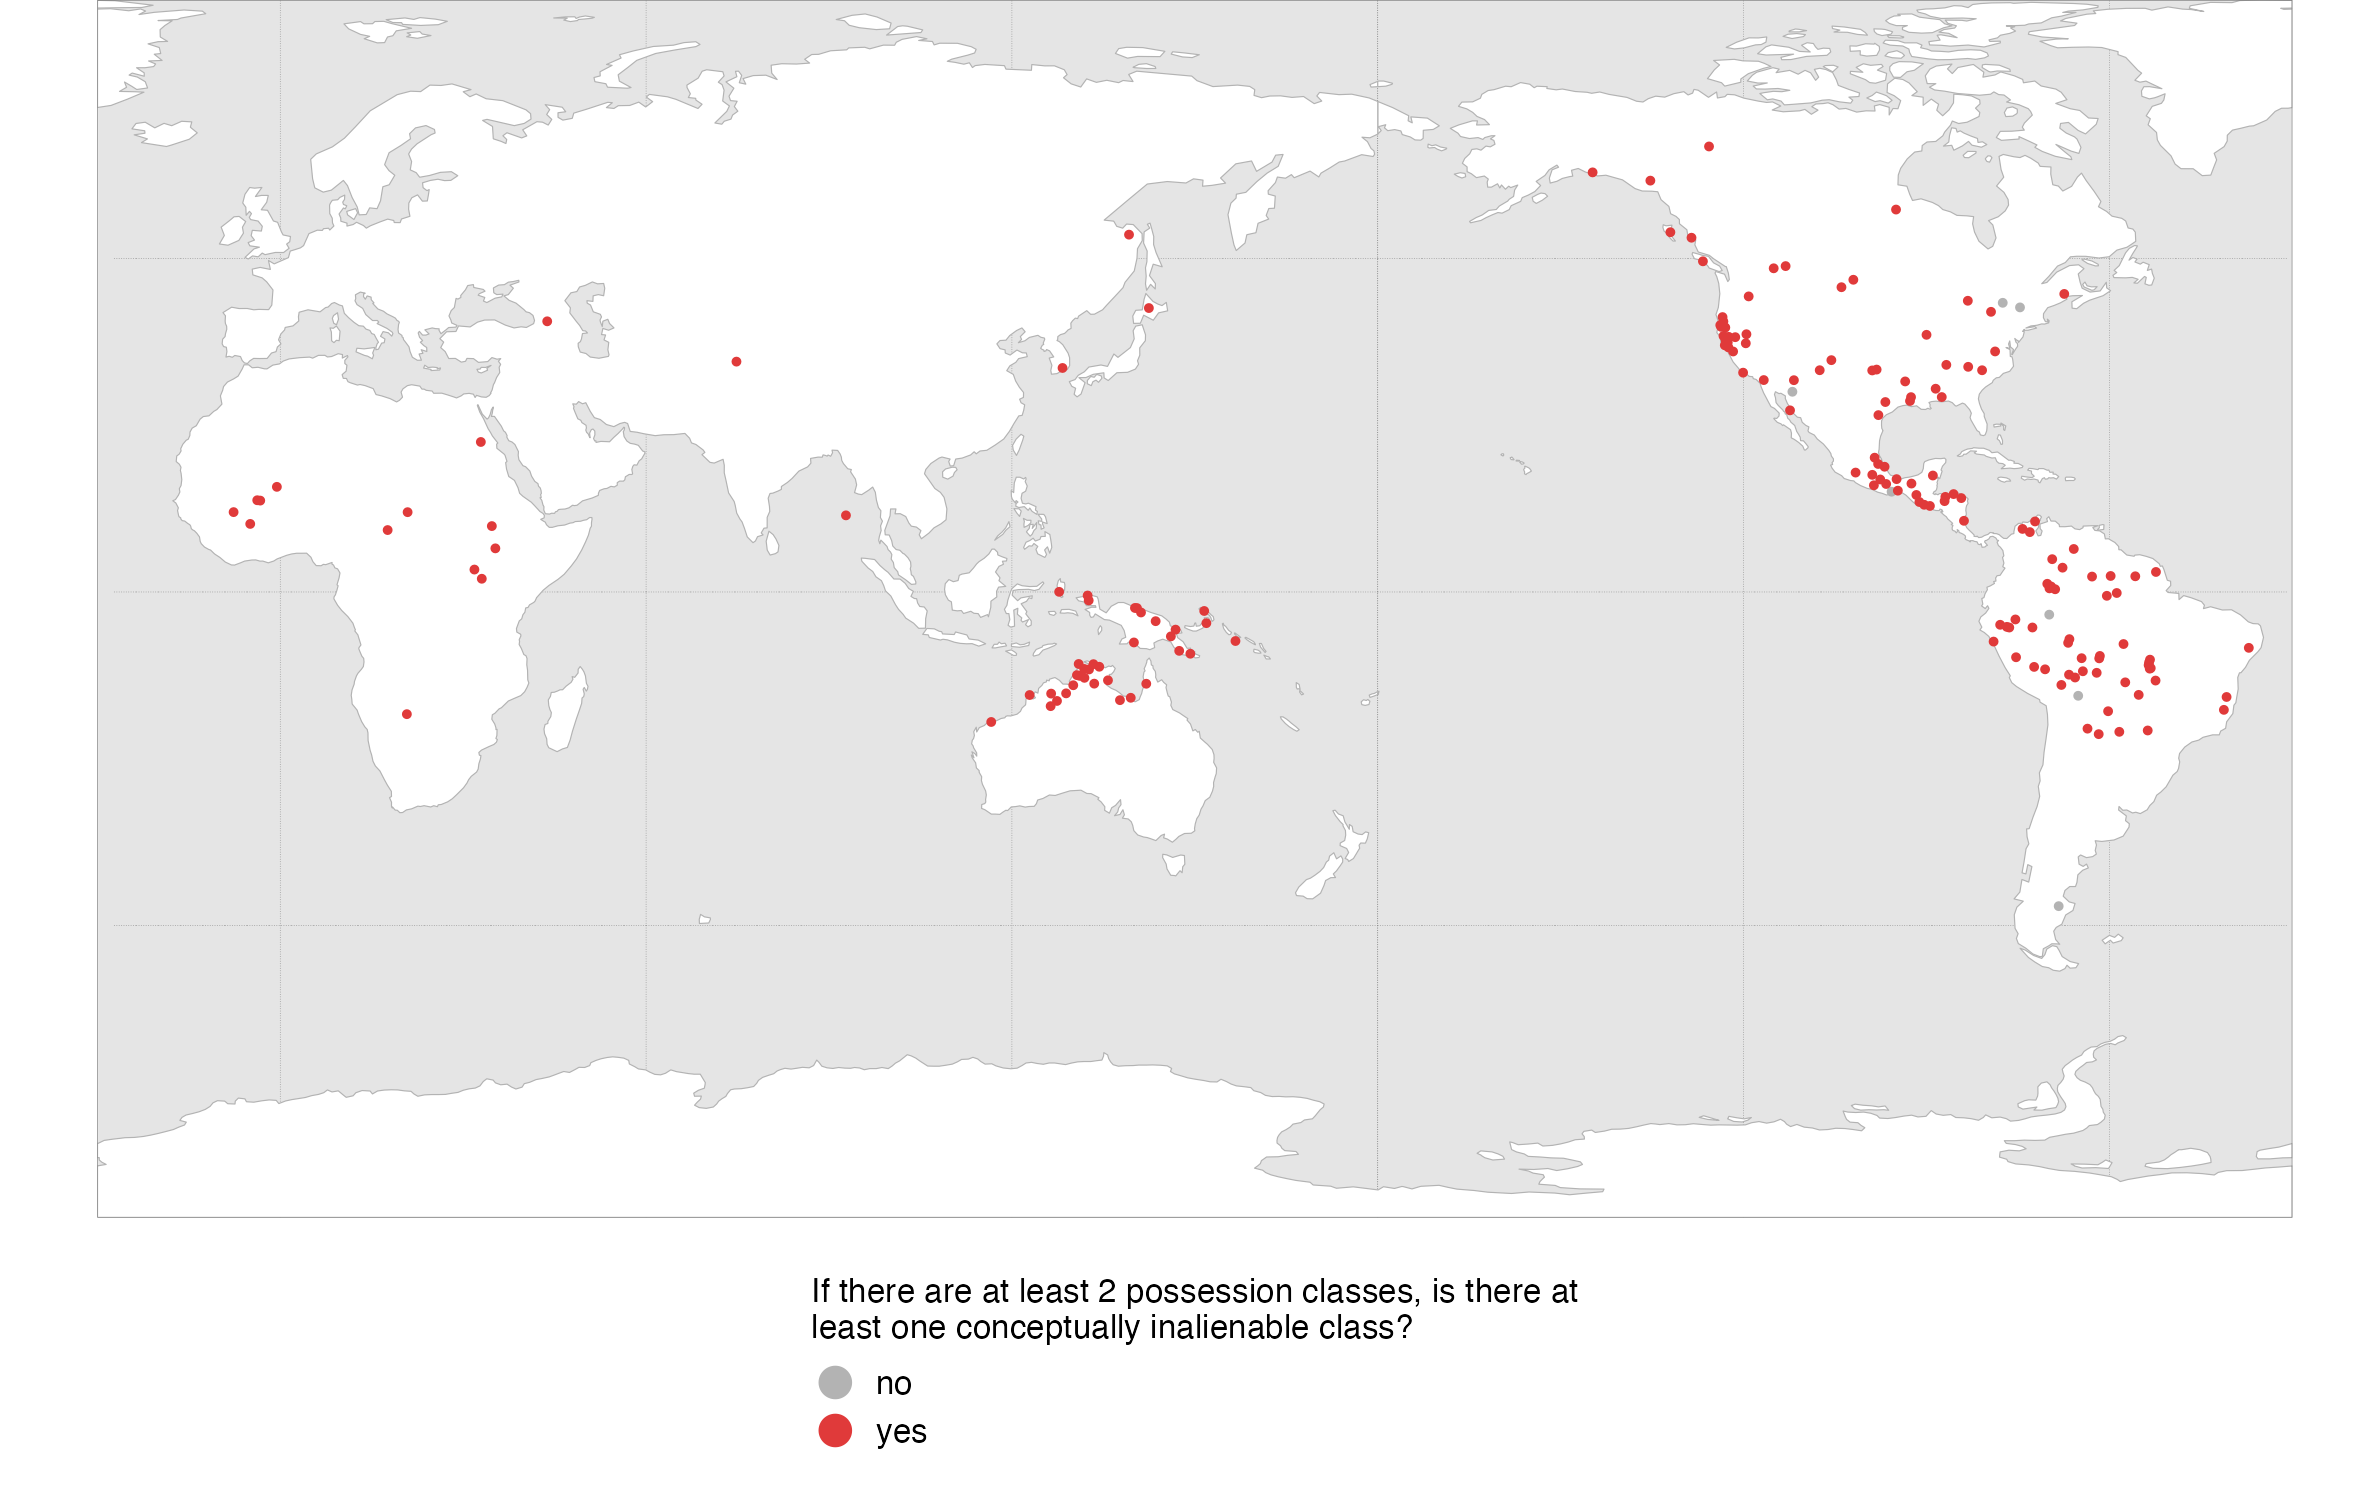 If there are at least 2 possession classes, is there at
least one conceptually inalienable class?
no
yes